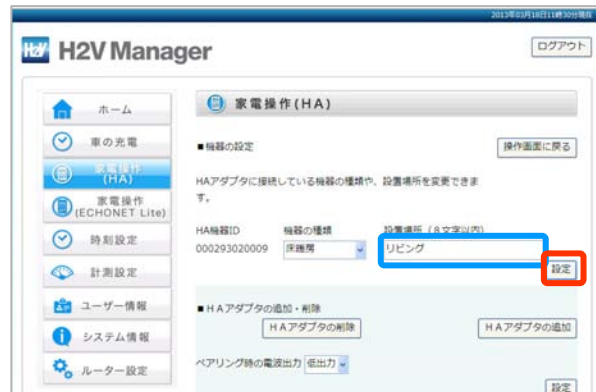 2013年03月18日11時30分現在
H2V H2V Manager
ログアウト
ホーム
車の充電
家電操作
(HA)
家電操作
(ECHONET Lite)
時刻設定
計測設定
ユーザー情報
システム情報
ルーター設定
家電操作(HA)
■機器の設定
操作画面に戻る
HAアダプタに接続している機器の種類や、設置場所を変更できま
す。
HA機器ID 機器の種類 設置場所（８文字以内）
000293020009 床暖房 リビング
設定
■ＨＡアダプタの追加・削除
ＨＡアダプタの削除 ＨＡアダプタの追加
ペアリング時の電波出力 低出力
設定